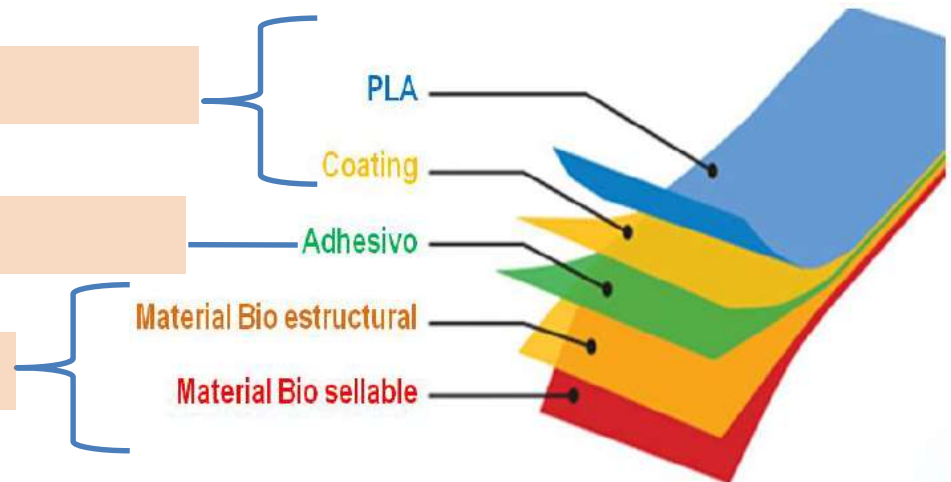 PLA
Coating
Adhesivo
Material Bio estructural
Material Bio sellable